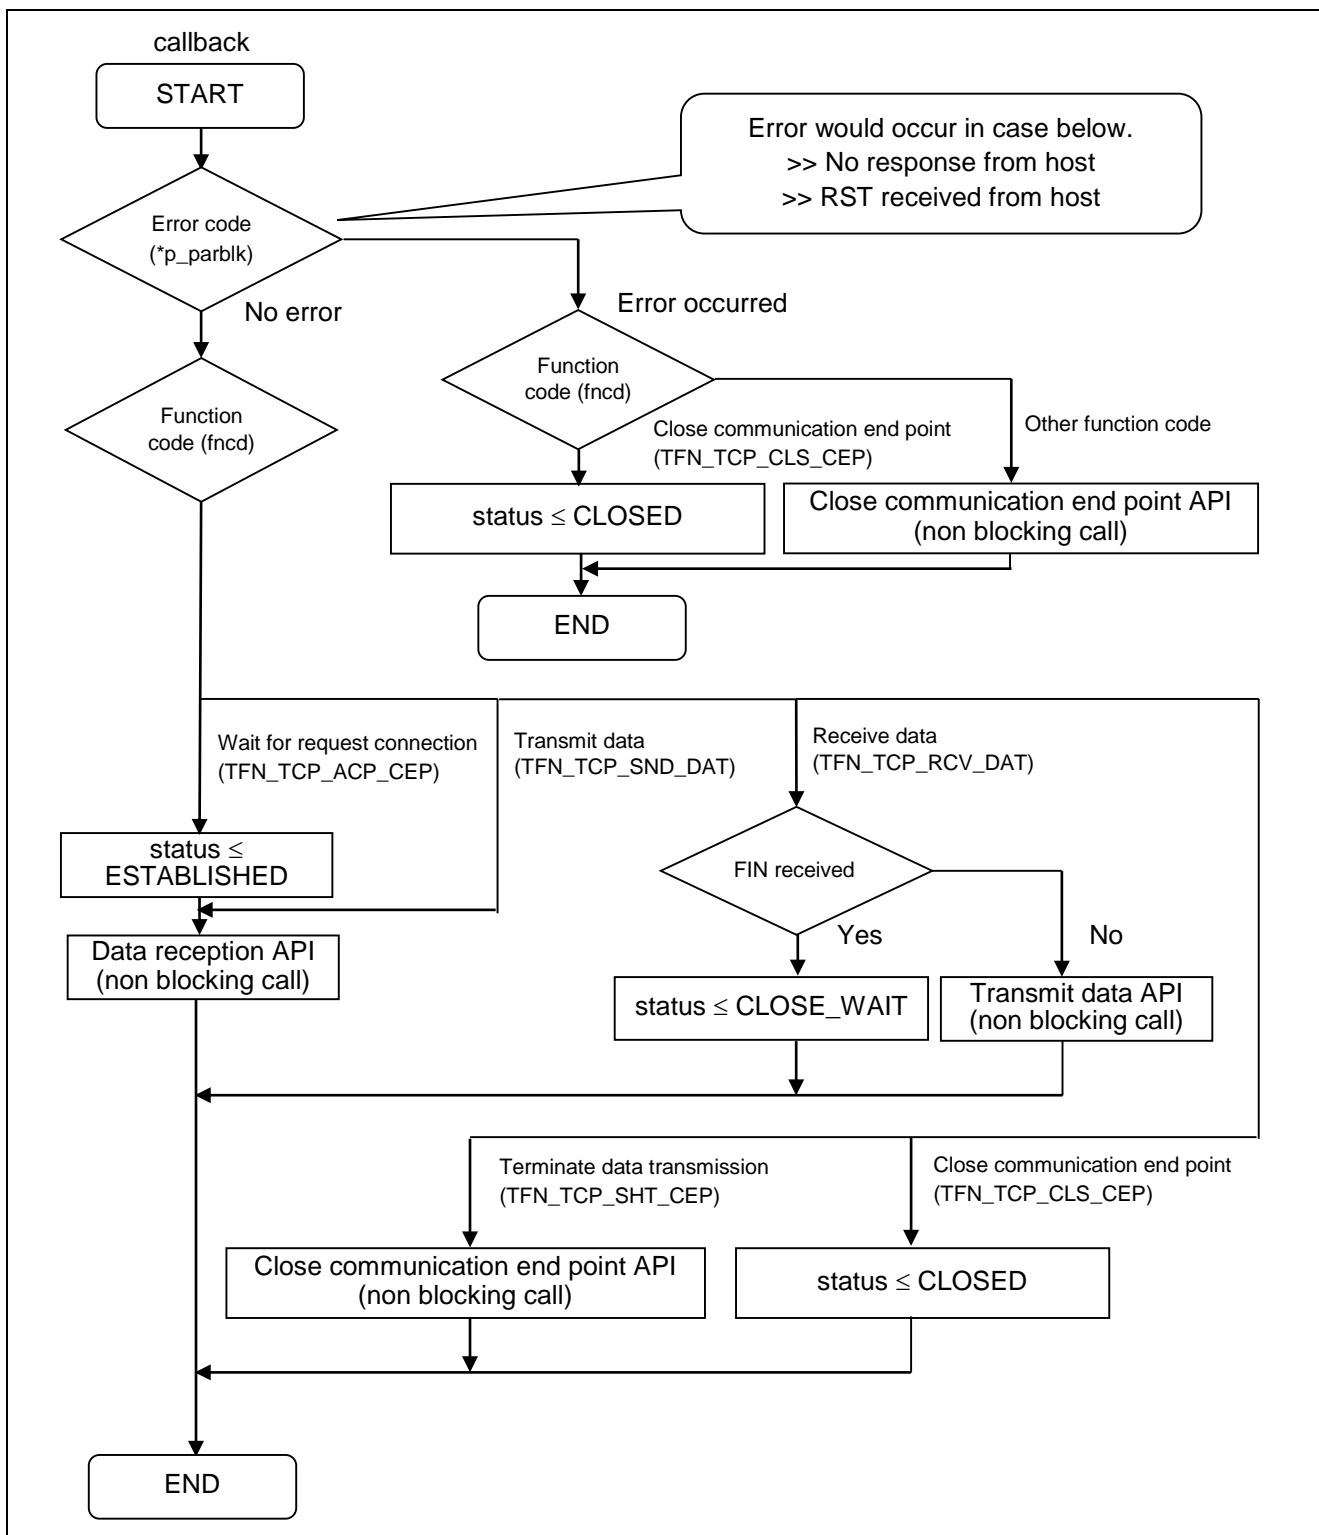 callback
START
Error would occur in case below.
>> No response from host
>> RST received from host
Error code
(*p_parblk)
No error
Error occurred
Function
code (fncd)
Function
code (fncd)
Close communication end point
(TFN_TCP_CLS_CEP)
Other function code
status ≤ CLOSED
Close communication end point API
(non blocking call)
END
Wait for request connection
(TFN_TCP_ACP_CEP)
Transmit data
(TFN_TCP_SND_DAT)
Receive data
(TFN_TCP_RCV_DAT)
status ≤
ESTABLISHED
FIN received
Yes
No
Data reception API
(non blocking call)
status ≤ CLOSE_WAIT
Transmit data API
(non blocking call)
Terminate data transmission
(TFN_TCP_SHT_CEP)
Close communication end point
(TFN_TCP_CLS_CEP)
Close communication end point API
(non blocking call)
status ≤ CLOSED
END